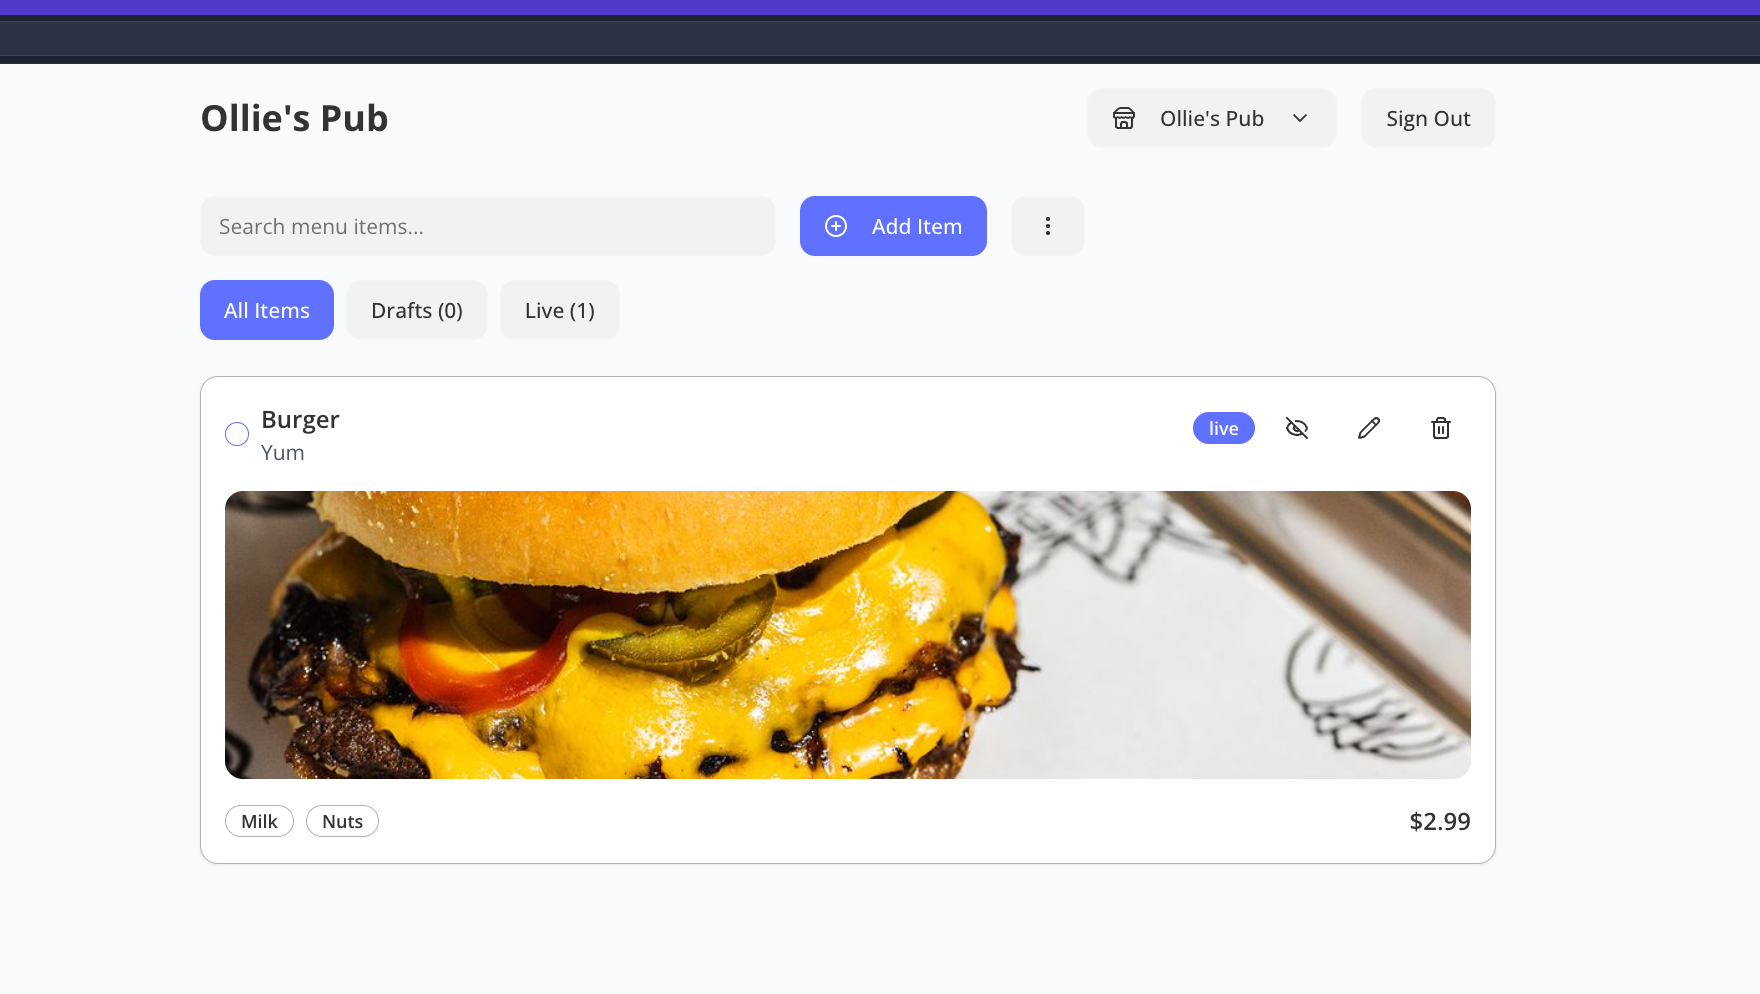 Ollie's Pub
Ollie's Pub
Sign Out
Search menu items...
Add Item
All Items
Drafts (0)
Live (1)
Burger
live
Yum
Milk
Nuts
$2.99